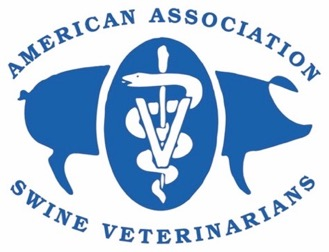 AMERICAN ASSOCIATION
V
SWINE VETERINARIANS